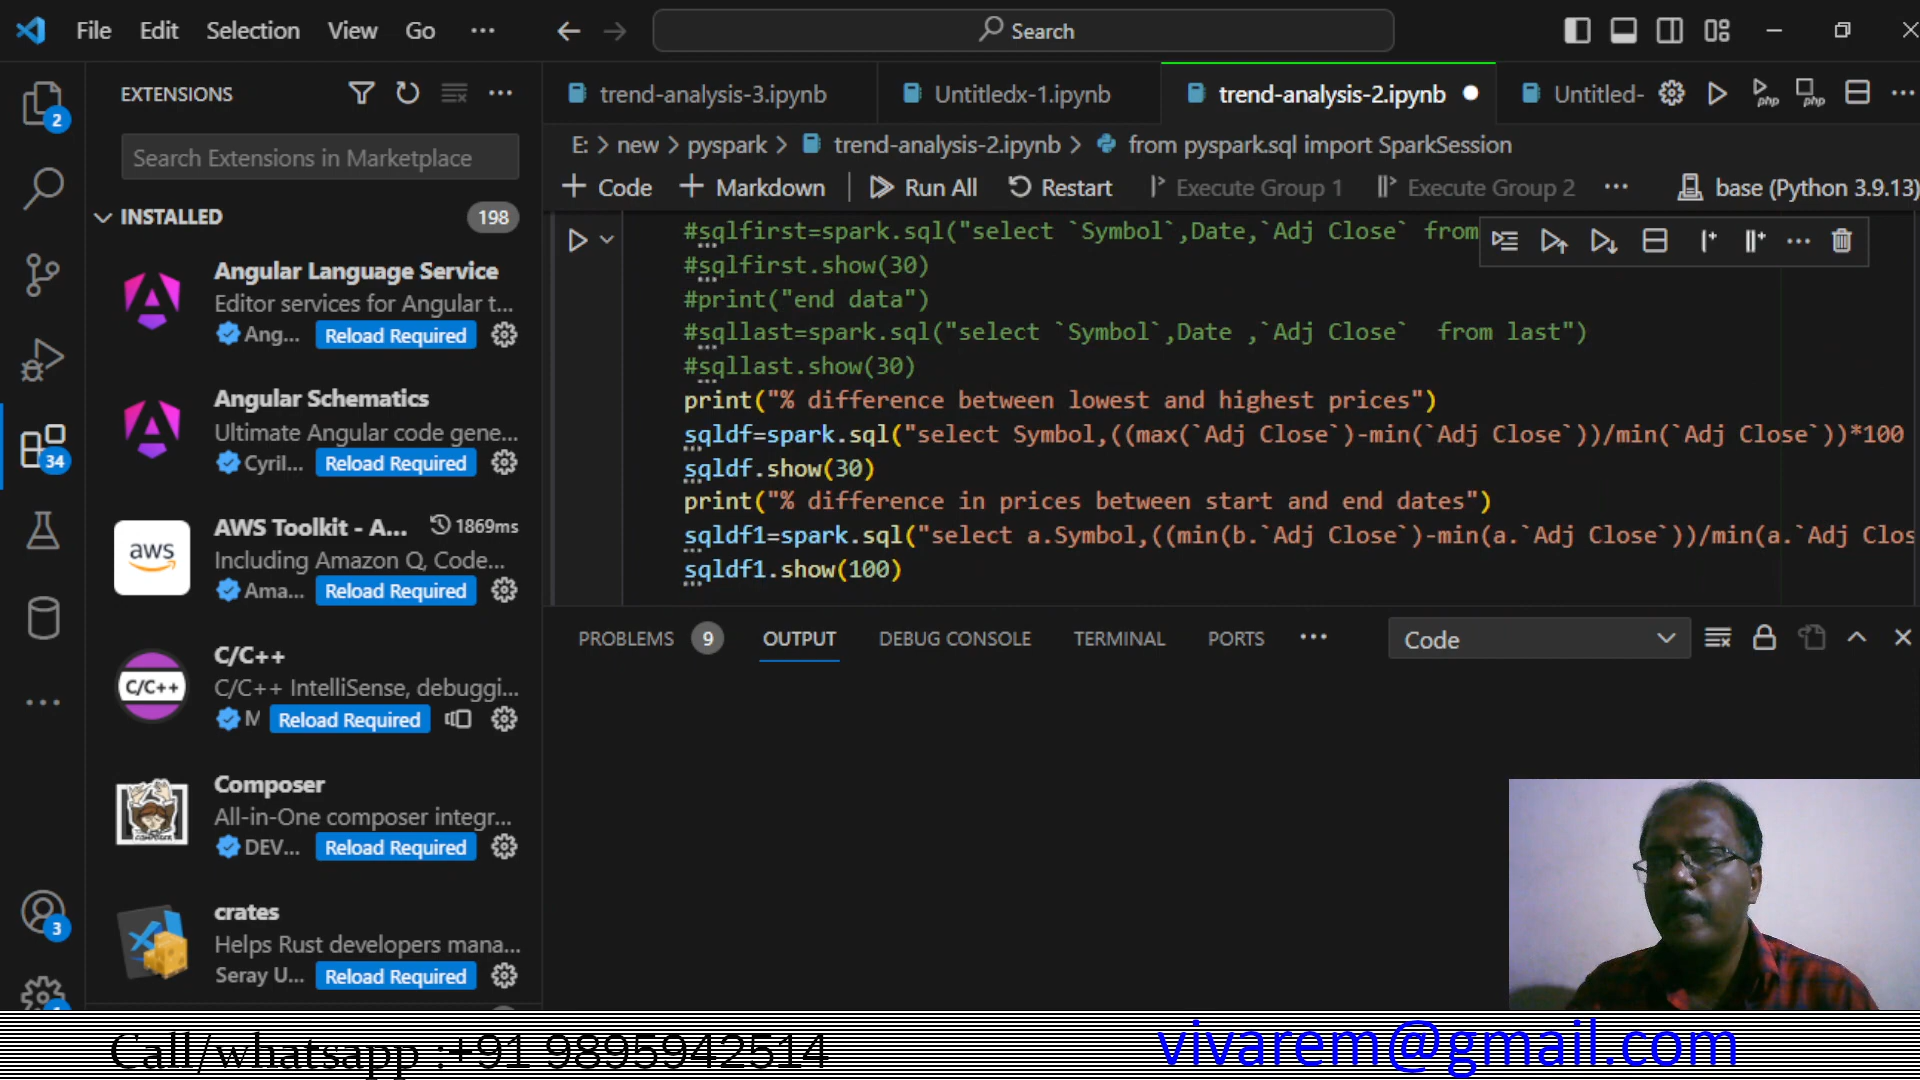 File Edit Selection View Go ... Search
EXTENSIONS
Search Extensions in Marketplace
INSTALLED 198
Angular Language Service
Editor services for Angular t...
Ang... Reload Required
Angular Schematics
Ultimate Angular code gene...
Cyril... Reload Required
aws
AWS Toolkit - A... 1869ms
Including Amazon Q, Code...
Ama... Reload Required
C/C++
C/C++
C/C++ IntelliSense, debuggi...
M Reload Required
Composer
All-in-One composer integr...
DEV... Reload Required
crates
Helps Rust developers mana...
Seray U... Reload Required
2
34
3
trend-analysis-3.ipynb Untitledx-1.ipynb trend-analysis-2.ipynb Untitled- php php
E: > new > pyspark > trend-analysis-2.ipynb > from pyspark.sql import SparkSession
+ Code + Markdown Run All Restart Execute Group 1 Execute Group 2 ... base (Python 3.9.13)
#sqlfirst=spark.sql("select `Symbol`,Date,`Adj Close` from
#sqlfirst.show(30)
#print("end data")
#sqllast=spark.sql("select `Symbol`,Date ,`Adj Close`  from last")
#sqllast.show(30)
print("% difference between lowest and highest prices")
sqldf=spark.sql("select Symbol,((max(`Adj Close`)-min(`Adj Close`))/min(`Adj Close`))*100
sqldf.show(30)
print("% difference in prices between start and end dates")
sqldf1=spark.sql("select a.Symbol,((min(b.`Adj Close`)-min(a.`Adj Close`))/min(a.`Adj Clos
sqldf1.show(100)
PROBLEMS 9 OUTPUT DEBUG CONSOLE TERMINAL PORTS ... Code
Call/whatsapp :+91 9895942514
vivarem@gmail.com